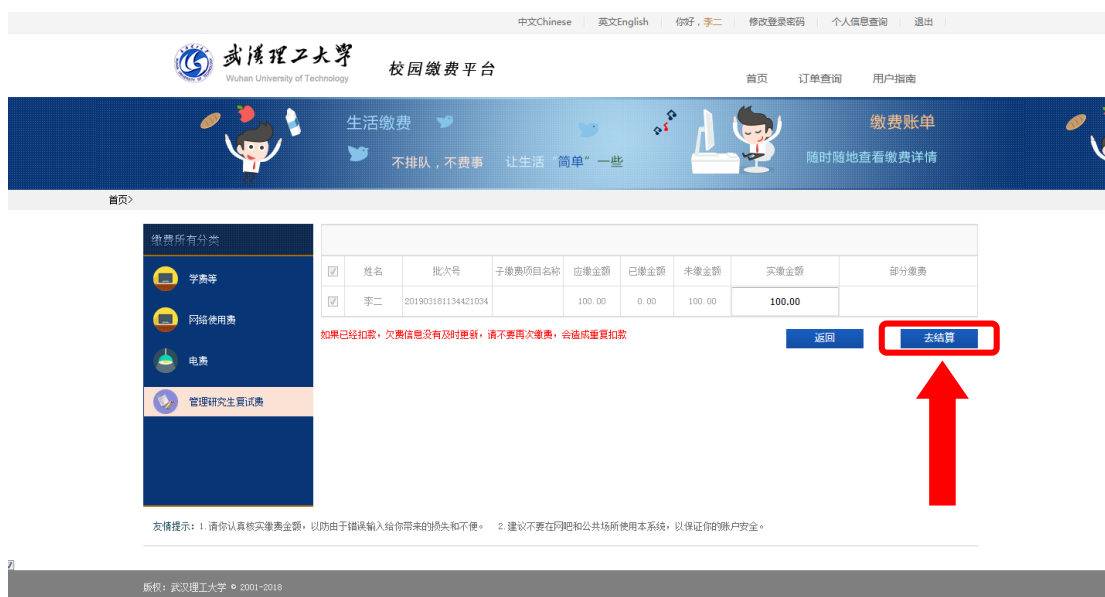 中文Chinese 英文English 你好，李二 修改登录密码 个人信息查询 退出
武漢理工大学 校园缴费平台
Wuhan University of Technology
首页 订单查询 用户指南
生活缴费
不排队，不费事 让生活“简单”一些
缴费账单
随时随地查看缴费详情
首页>
缴费所有分类
学费等
网络使用费
电费
管理研究生复试费
姓名 批次号 子缴费项目名称 应缴金额 已缴金额 未缴金额 实缴金额 部分缴费
李二 201903181134421034 100.00 0.00 100.00 100.00
如果已经扣款，欠费信息没有及时更新，请不要再次缴费，会造成重复扣款
返回 去结算
友情提示：1.请你认真核实缴费金额，以防由于错误输入给你带来的损失和不便。 2.建议不要在网吧和公共场所使用本系统，以保证你的账户安全。
版权：武汉理工大学 © 2001-2018